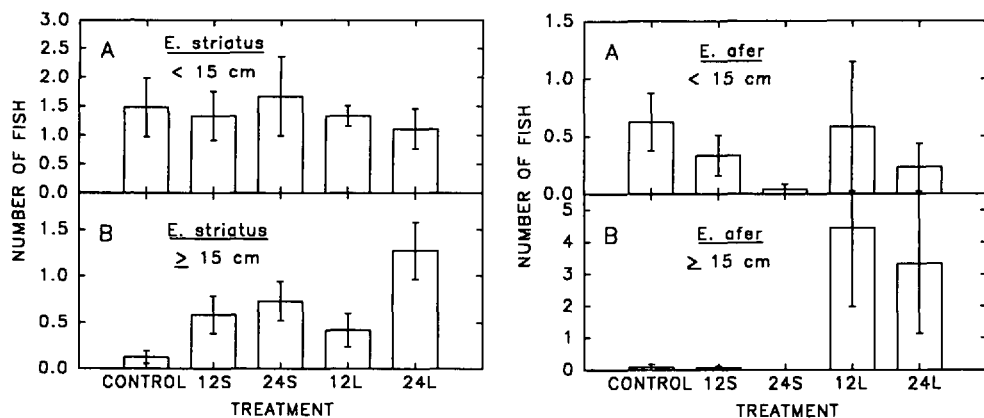 A
E. striatus
< 15 cm
3.0
2.5
2.0
1.5
1.0
0.5
0.0
B
E. striatus
≥ 15 cm
1.5
1.0
0.5
0.0
NUMBER OF FISH
CONTROL 12S 24S 12L 24L
TREATMENT
A
E. afer
< 15 cm
1.5
1.0
0.5
0.0
B
E. afer
≥ 15 cm
5
4
3
2
1
0
NUMBER OF FISH
CONTROL 12S 24S 12L 24L
TREATMENT